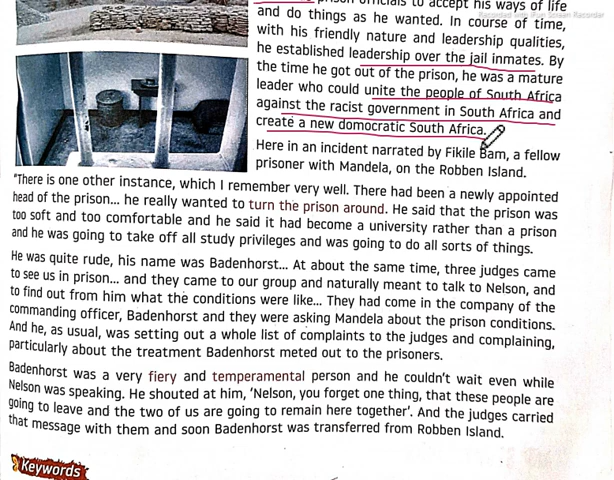 prison officials to accept his ways of life
Recorded with iFun Screen Recorder
and do things as he wanted. In course of time,
with his friendly nature and leadership qualities,
he established leadership over the jail inmates. By
the time he got out of the prison, he was a mature
leader who could unite the people of South Africa
against the racist government in South Africa and
create a new democratic South Africa.
Here in an incident narrated by Fikile Bam, a fellow
prisoner with Mandela, on the Robben Island.
"There is one other instance, which I remember very well. There had been a newly appointed
head of the prison... he really wanted to turn the prison around. He said that the prison was
too soft and too comfortable and he said it had become a university rather than a prison
and he was going to take off all study privileges and was going to do all sorts of things.
He was quite rude, his name was Badenhorst... At about the same time, three judges came
to see us in prison... and they came to our group and naturally meant to talk to Nelson, and
to find out from him what the conditions were like... They had come in the company of the
commanding officer, Badenhorst and they were asking Mandela about the prison conditions.
And he, as usual, was setting out a whole list of complaints to the judges and complaining,
particularly about the treatment Badenhorst meted out to the prisoners.
Badenhorst was a very fiery and temperamental person and he couldn't wait even while
Nelson was speaking. He shouted at him, 'Nelson, you forget one thing, that these people are
going to leave and the two of us are going to remain here together'. And the judges carried
that message with them and soon Badenhorst was transferred from Robben Island.
Keywords